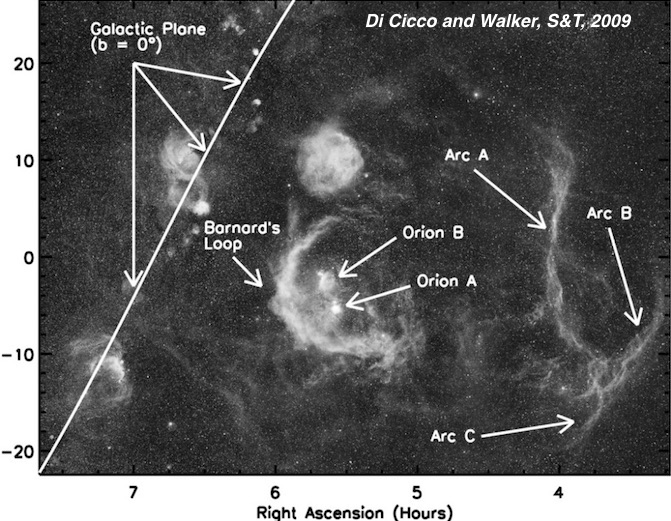 Di Cicco and Walker, S&T, 2009
Galactic Plane
(b = 0°)
20
10
0
−10
−20
Arc A
Arc B
Barnard's
Loop
Orion B
Orion A
Arc C
7
6
5
4
Right Ascension (Hours)